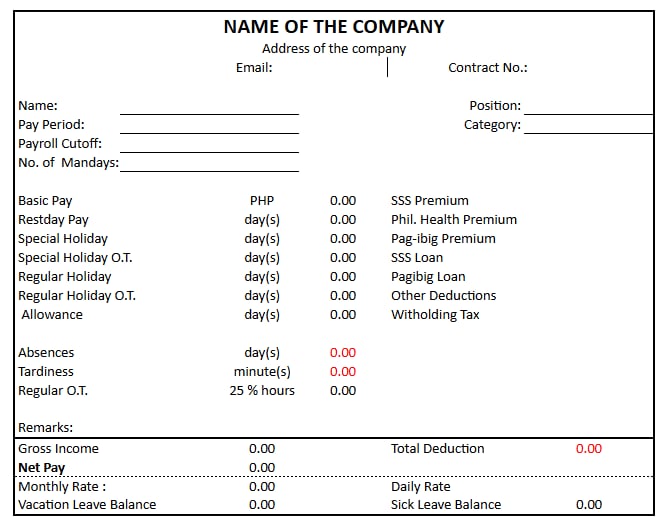 NAME OF THE COMPANY
Address of the company
Email: Contract No.:
Name: Position:
Pay Period: Category:
Payroll Cutoff:
No. of Mandays:
Basic Pay PHP 0.00 SSS Premium
Restday Pay day(s) 0.00 Phil. Health Premium
Special Holiday day(s) 0.00 Pag-ibig Premium
Special Holiday O.T. day(s) 0.00 SSS Loan
Regular Holiday day(s) 0.00 Pagibig Loan
Regular Holiday O.T. day(s) 0.00 Other Deductions
Allowance day(s) 0.00 Witholding Tax
Absences day(s) 0.00
Tardiness minute(s) 0.00
Regular O.T. 25 % hours 0.00
Remarks:
Gross Income 0.00 Total Deduction 0.00
Net Pay 0.00
Monthly Rate : 0.00 Daily Rate
Vacation Leave Balance 0.00 Sick Leave Balance 0.00